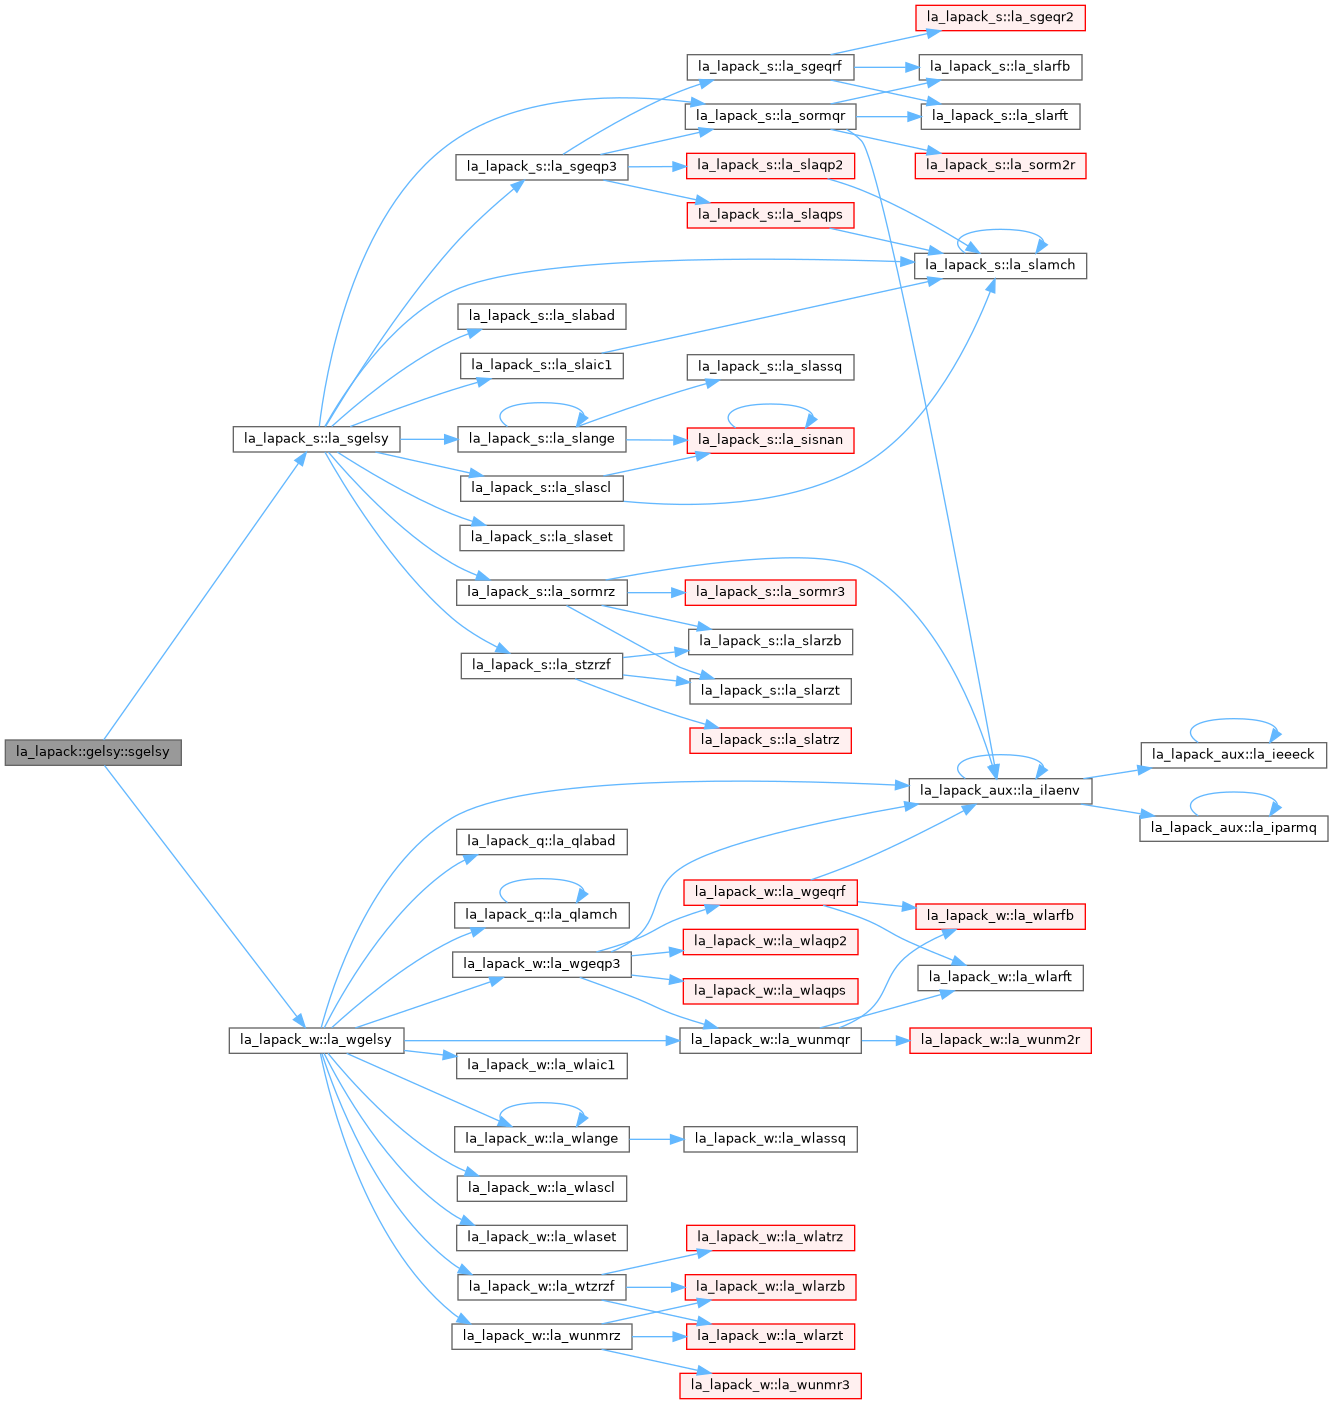 la_lapack_s::la_sgeqr2
la_lapack_s::la_sgeqrf
la_lapack_s::la_slarfb
la_lapack_s::la_sormqr
la_lapack_s::la_slarft
la_lapack_s::la_sgeqp3
la_lapack_s::la_slaqp2
la_lapack_s::la_sorm2r
la_lapack_s::la_slaqps
la_lapack_s::la_slamch
la_lapack_s::la_slabad
la_lapack_s::la_slaic1
la_lapack_s::la_slassq
la_lapack_s::la_sgelsy
la_lapack_s::la_slange
la_lapack_s::la_sisnan
la_lapack_s::la_slascl
la_lapack_s::la_slaset
la_lapack_s::la_sormrz
la_lapack_s::la_sormr3
la_lapack_s::la_slarzb
la_lapack_s::la_stzrzf
la_lapack_s::la_slarzt
la_lapack_s::la_slatrz
la_lapack::gelsy::sgelsy
la_lapack_aux::la_ieeeck
la_lapack_aux::la_ilaenv
la_lapack_aux::la_iparmq
la_lapack_q::la_qlabad
la_lapack_w::la_wgeqrf
la_lapack_q::la_qlamch
la_lapack_w::la_wlarfb
la_lapack_w::la_wlaqp2
la_lapack_w::la_wgeqp3
la_lapack_w::la_wlarft
la_lapack_w::la_wlaqps
la_lapack_w::la_wgelsy
la_lapack_w::la_wunmqr
la_lapack_w::la_wunm2r
la_lapack_w::la_wlaic1
la_lapack_w::la_wlange
la_lapack_w::la_wlassq
la_lapack_w::la_wlascl
la_lapack_w::la_wlaset
la_lapack_w::la_wlatrz
la_lapack_w::la_wtzrzf
la_lapack_w::la_wlarzb
la_lapack_w::la_wunmrz
la_lapack_w::la_wlarzt
la_lapack_w::la_wunmr3